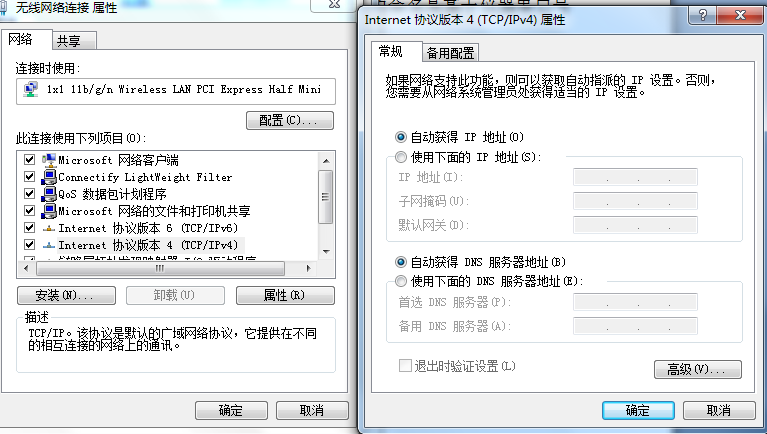 无线网络连接 属性
网络
共享
连接时使用:
1x1 11b/g/n Wireless LAN PCI Express Half Mini
配置(C)...
此连接使用下列项目(O):
Microsoft 网络客户端
Connectify LightWeight Filter
QoS 数据包计划程序
Microsoft 网络的文件和打印机共享
Internet 协议版本 6 (TCP/IPv6)
Internet 协议版本 4 (TCP/IPv4)
安装(N)...
卸载(U)
属性(R)
描述
TCP/IP。该协议是默认的广域网络协议，它提供在不同
的相互连接的网络上的通讯。
确定
取消
Internet 协议版本 4 (TCP/IPv4) 属性
常规
备用配置
如果网络支持此功能，则可以获取自动指派的 IP 设置。否则，
您需要从网络系统管理员处获得适当的 IP 设置。
自动获得 IP 地址(O)
使用下面的 IP 地址(S):
IP 地址(I):
子网掩码(U):
默认网关(D):
自动获得 DNS 服务器地址(B)
使用下面的 DNS 服务器地址(E):
首选 DNS 服务器(P):
备用 DNS 服务器(A):
退出时验证设置(L)
高级(V)...
确定
取消